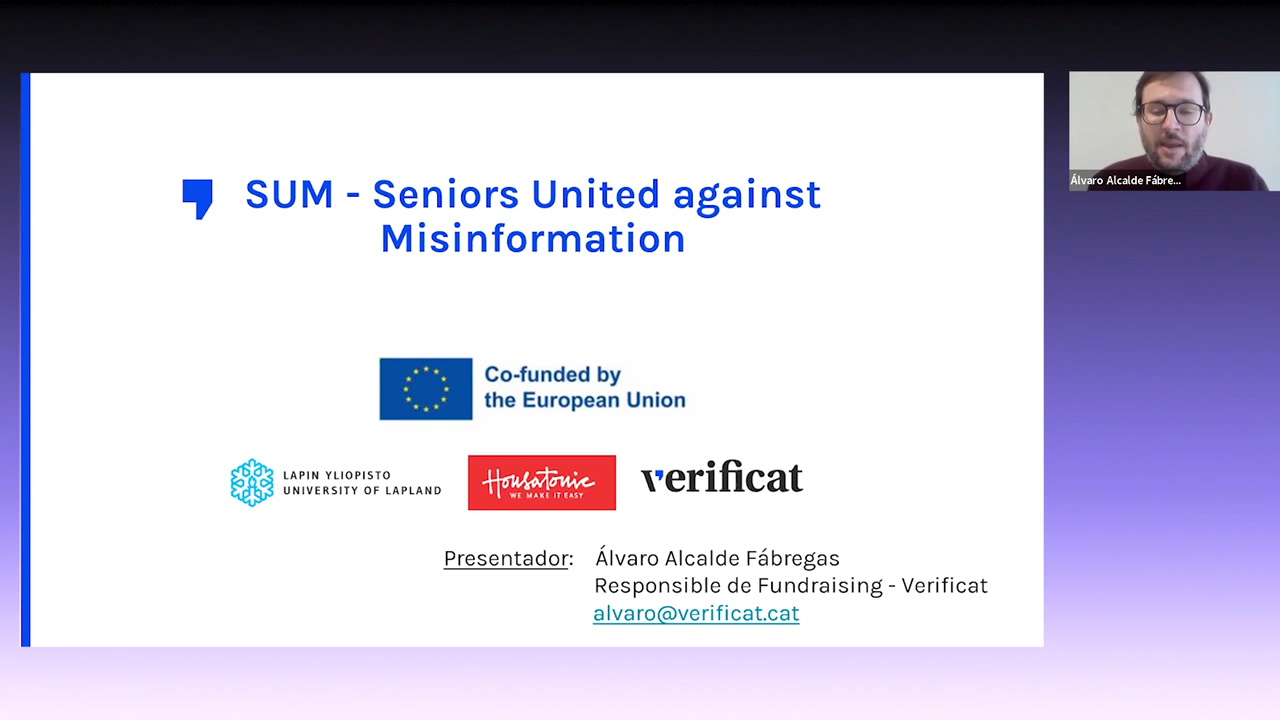 SUM - Seniors United against
Misinformation
Co-funded by
the European Union
LAPIN YLIOPISTO
UNIVERSITY OF LAPLAND
Housatonic
WE MAKE IT EASY
verificat
Presentador: Álvaro Alcalde Fábregas
Responsible de Fundraising - Verificat
alvaro@verificat.cat
Álvaro Alcalde Fábre...